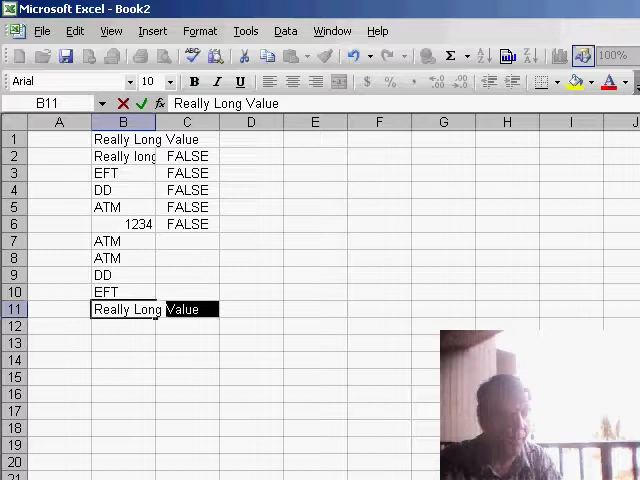 Microsoft Excel - Book2
File Edit View Insert Format Tools Data Window Help
100%
Arial 10 B I U $ % ,
B11 fx Really Long Value
A B C D E F G H I J
1 Really Long Value
2 Really long FALSE
3 EFT FALSE
4 DD FALSE
5 ATM FALSE
6 1234 FALSE
7 ATM
8 ATM
9 DD
10 EFT
11 Really Long Value
12
13
14
15
16
17
18
19
20
21